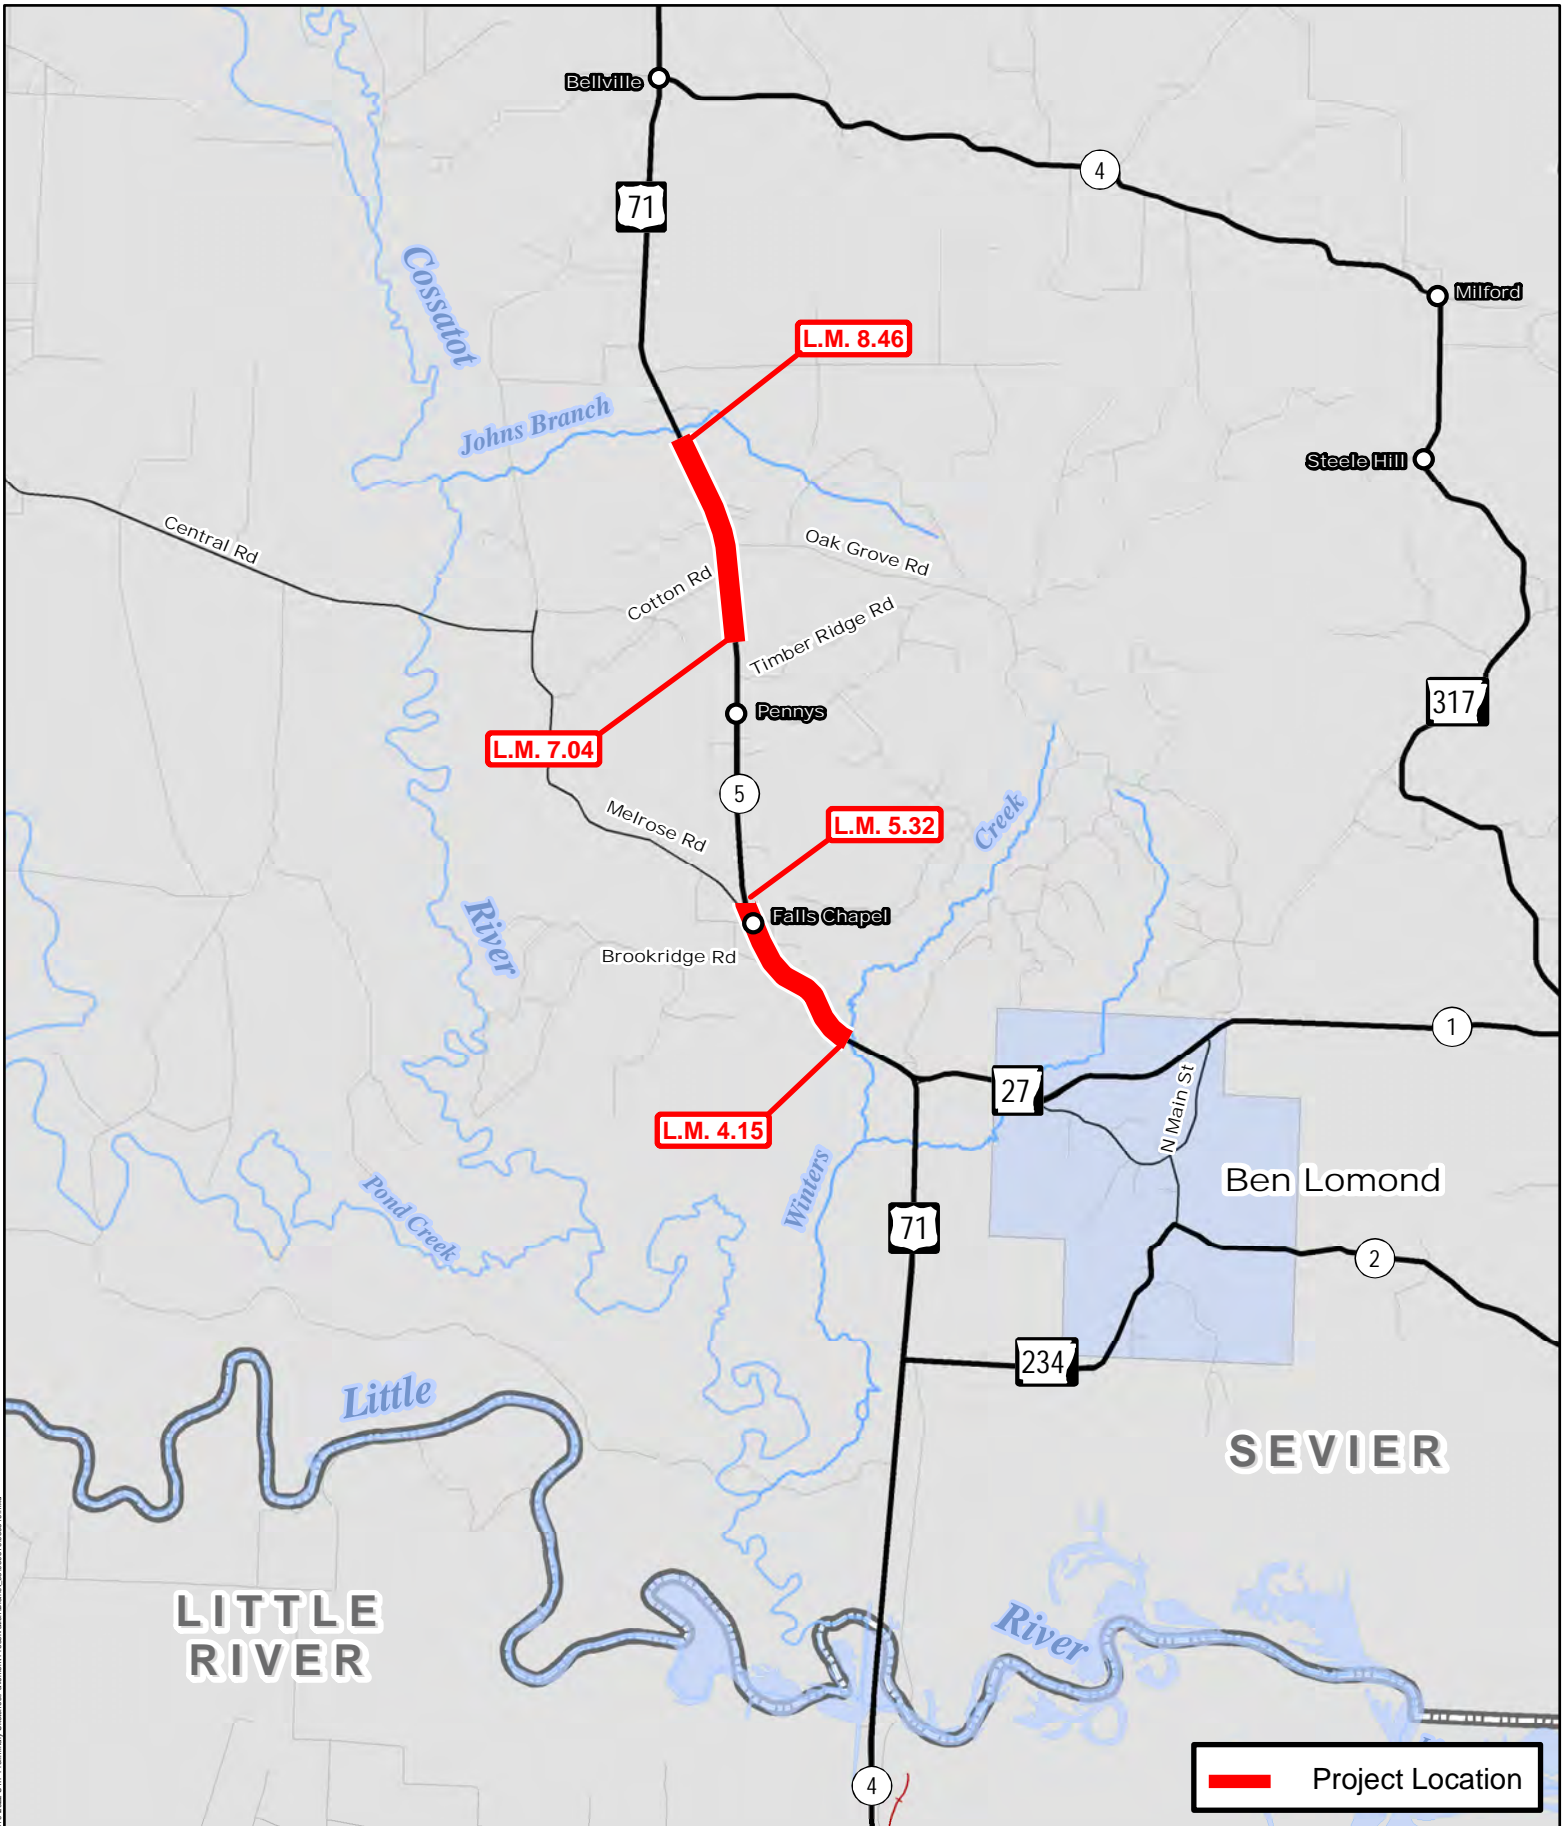 Bellville
4
71
Cossatot
Milford
L.M. 8.46
Johns Branch
Steele Hill
Central Rd
Oak Grove Rd
Cotton Rd
Timber Ridge Rd
317
Pennys
L.M. 7.04
5
Melrose Rd
L.M. 5.32
Creek
Falls Chapel
River
Brookridge Rd
1
27
N Main St
L.M. 4.15
Winters
Ben Lomond
Pond Creek
71
2
234
Little
SEVIER
LITTLE
RIVER
River
4
Project Location